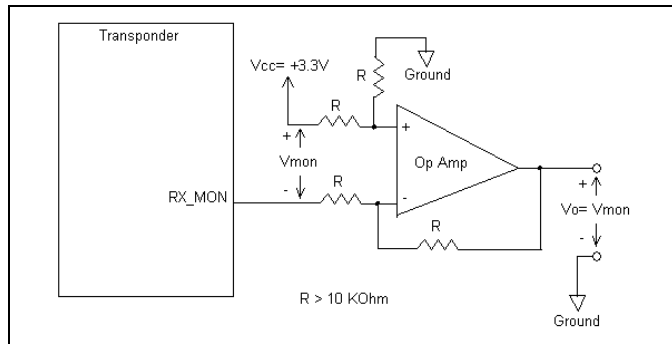 Transponder
Vcc= +3.3V
R
Ground
R
+
+
Vmon
Op Amp
-
R
-
RX_MON
+
Vo= Vmon
R
-
R > 10 KOhm
Ground